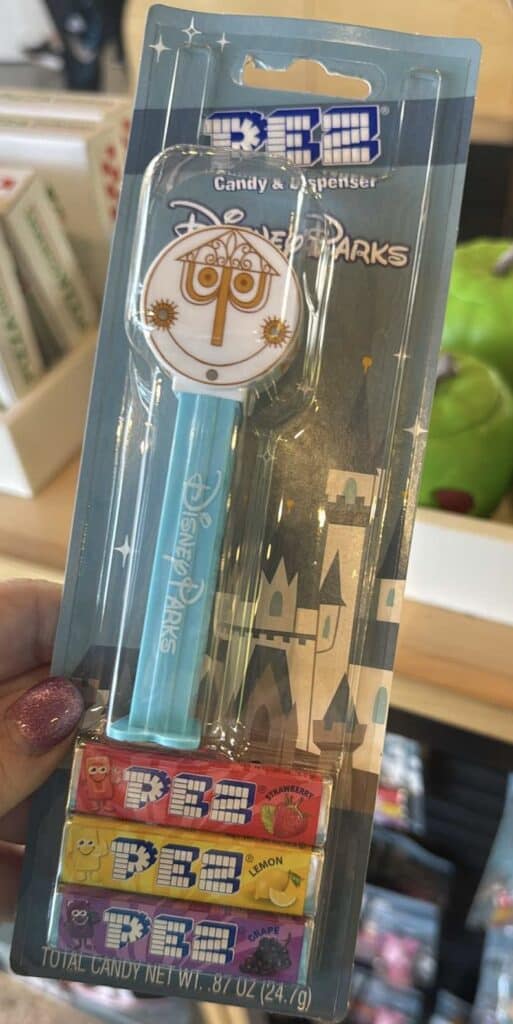 PEZ®
Candy & Dispenser
Disney Parks
Disney Parks
PEZ®
STRAWBERRY
PEZ®
LEMON
PEZ®
GRAPE
TOTAL CANDY NET WT. .87 OZ (24.7g)